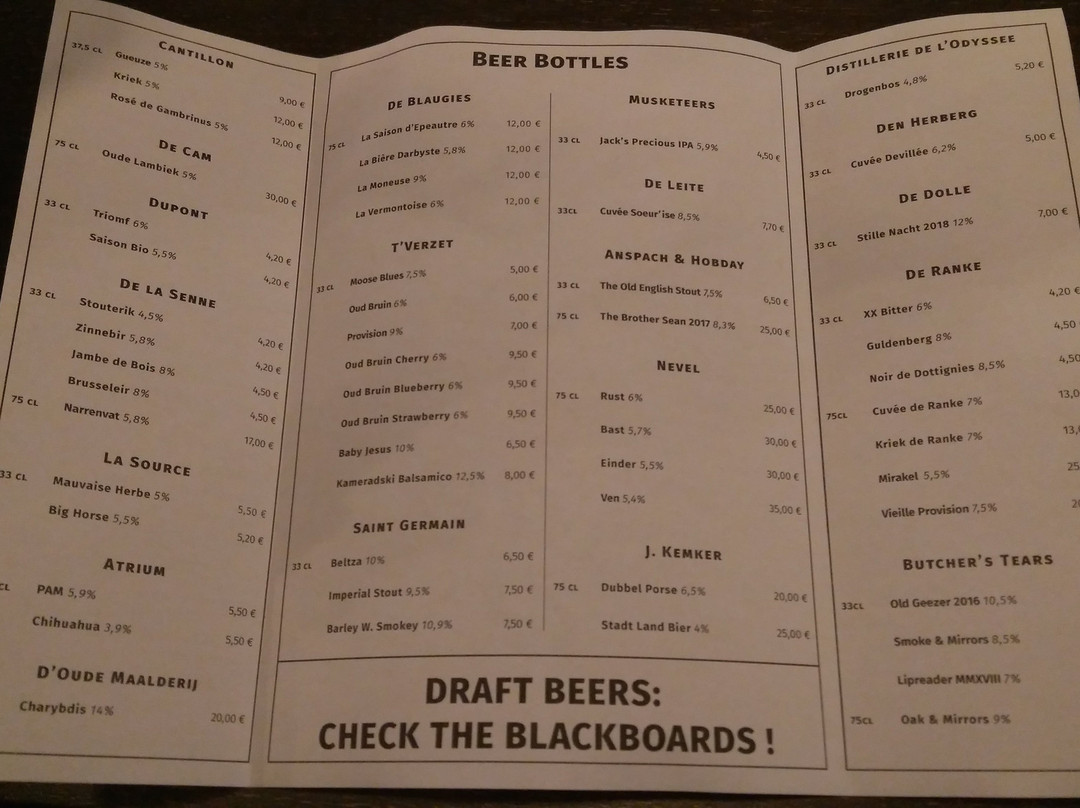 CANTILLON
37,5 CL Gueuze 5% 9,00 €
Kriek 5% 12,00 €
Rosé de Gambrinus 5% 12,00 €
DE CAM
75 CL Oude Lambiek 5% 30,00 €
DUPONT
33 CL Triomf 6% 4,20 €
Saison Bio 5,5% 4,20 €
DE LA SENNE
33 CL Stouterik 4,5% 4,20 €
Zinnebir 5,8% 4,20 €
Jambe de Bois 8% 4,50 €
Brusseleir 8% 4,50 €
75 CL Narrenvat 5,8% 17,00 €
LA SOURCE
33 CL Mauvaise Herbe 5% 5,50 €
Big Horse 5,5% 5,20 €
ATRIUM
CL PAM 5,9% 5,50 €
Chihuahua 3,9% 5,50 €
D'OUDE MAALDERIJ
Charybdis 14% 20,00 €
BEER BOTTLES
DE BLAUGIES
75 CL La Saison d'Epeautre 6% 12,00 €
La Bière Darbyste 5,8% 12,00 €
La Moneuse 9% 12,00 €
La Vermontoise 6% 12,00 €
T'VERZET
33 CL Moose Blues 7,5% 5,00 €
Oud Bruin 6% 6,00 €
Provision 9% 7,00 €
Oud Bruin Cherry 6% 9,50 €
Oud Bruin Blueberry 6% 9,50 €
Oud Bruin Strawberry 6% 9,50 €
Baby Jesus 10% 6,50 €
Kameradski Balsamico 12,5% 8,00 €
SAINT GERMAIN
33 CL Beltza 10% 6,50 €
Imperial Stout 9,5% 7,50 €
Barley W. Smokey 10,9% 7,50 €
MUSKETEERS
33 CL Jack's Precious IPA 5,9% 4,50 €
DE LEITE
33CL Cuvée Soeur'ise 8,5% 7,70 €
ANSPACH & HOBDAY
33 CL The Old English Stout 7,5% 6,50 €
75 CL The Brother Sean 2017 8,3% 25,00 €
NEVEL
75 CL Rust 6% 25,00 €
Bast 5,7% 30,00 €
Einder 5,5% 30,00 €
Ven 5,4% 35,00 €
J. KEMKER
75 CL Dubbel Porse 6,5% 20,00 €
Stadt Land Bier 4% 25,00 €
DRAFT BEERS:
CHECK THE BLACKBOARDS !
DISTILLERIE DE L'ODYSSEE
33 CL Drogenbos 4,8% 5,20 €
DEN HERBERG
33 CL Cuvée Devillée 6,2% 5,00 €
DE DOLLE
33 CL Stille Nacht 2018 12% 7,00 €
DE RANKE
33 CL XX Bitter 6% 4,20 €
Guldenberg 8% 4,50
Noir de Dottignies 8,5% 4,50
75CL Cuvée de Ranke 7% 13,0
Kriek de Ranke 7% 13,
Mirakel 5,5% 25
Vieille Provision 7,5%
BUTCHER'S TEARS
33CL Old Geezer 2016 10,5%
Smoke & Mirrors 8,5%
Lipreader MMXVIII 7%
75CL Oak & Mirrors 9%